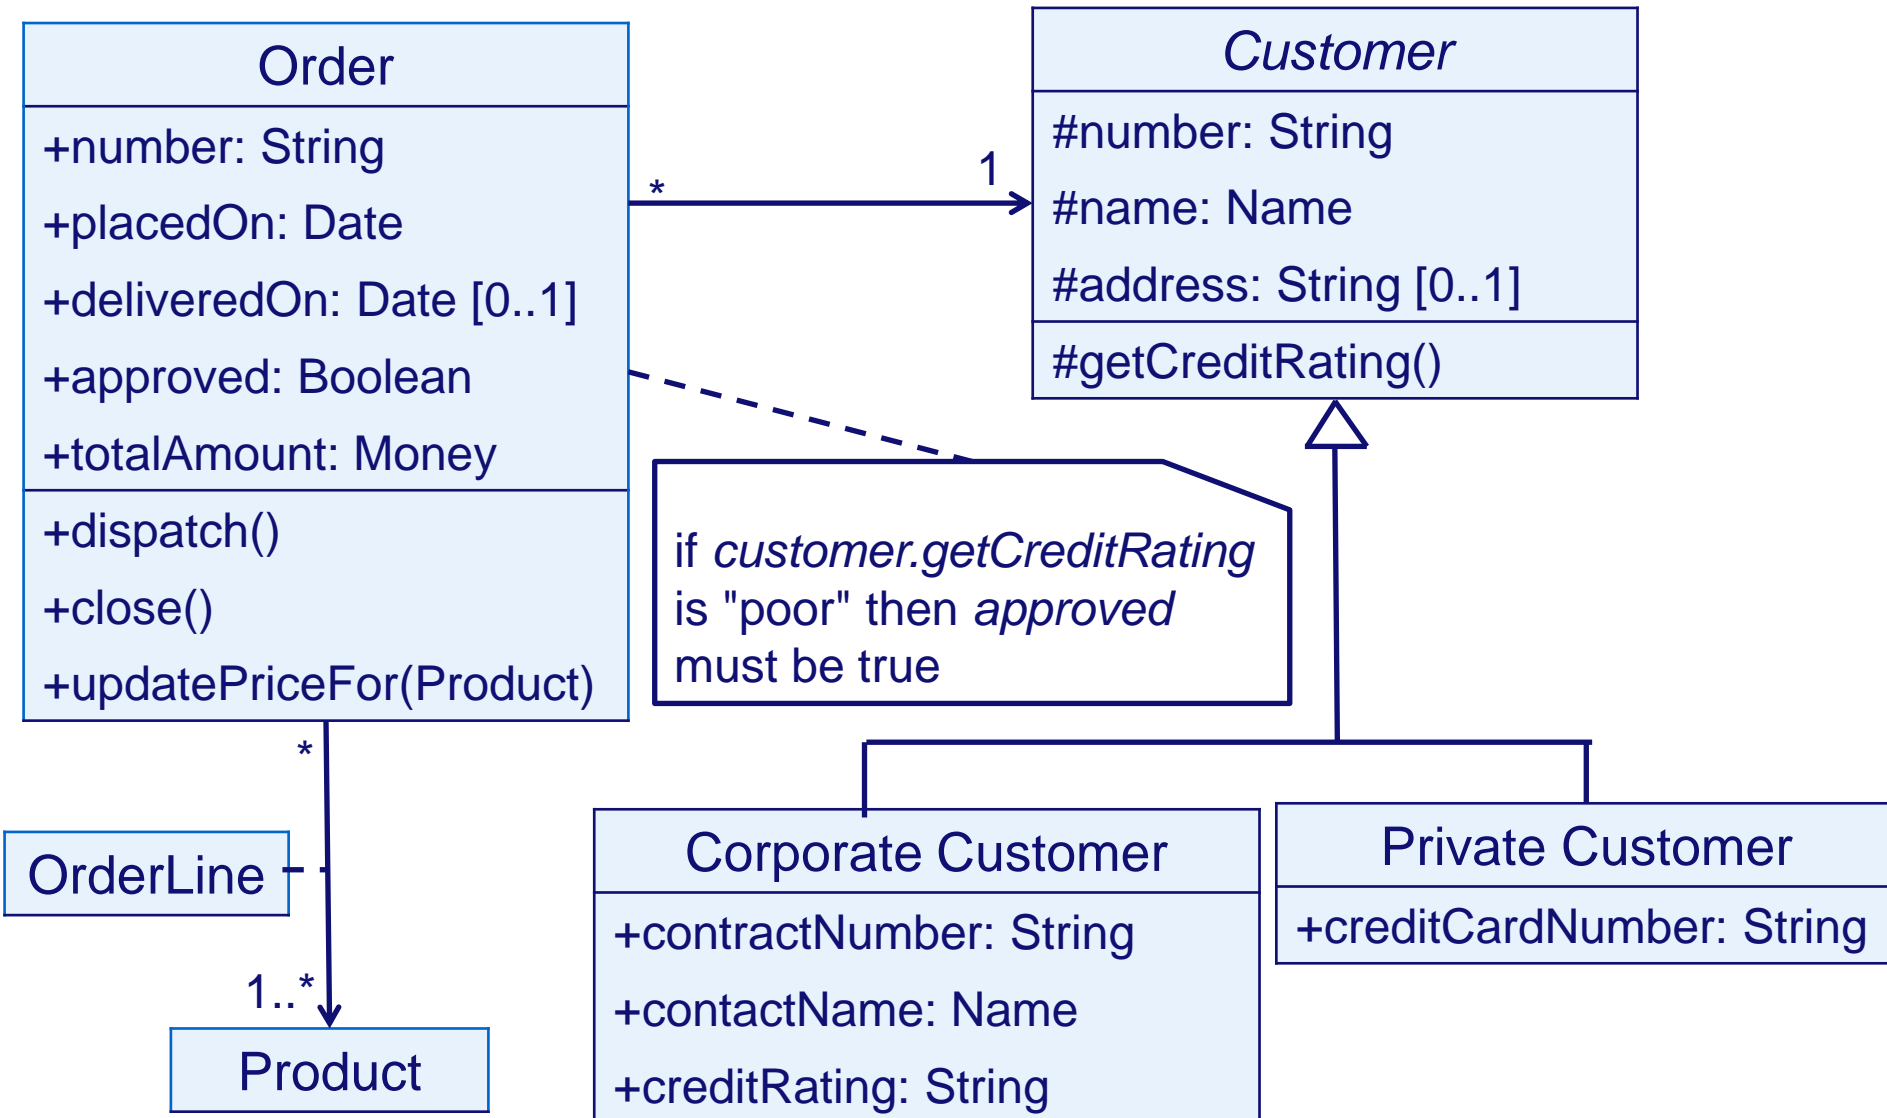 Order
+number: String
+placedOn: Date
+deliveredOn: Date [0..1]
+approved: Boolean
+totalAmount: Money
+dispatch()
+close()
+updatePriceFor(Product)
*
1
Customer
#number: String
#name: Name
#address: String [0..1]
#getCreditRating()
if customer.getCreditRating
is "poor" then approved
must be true
*
OrderLine
1..*
Product
Corporate Customer
+contractNumber: String
+contactName: Name
+creditRating: String
Private Customer
+creditCardNumber: String